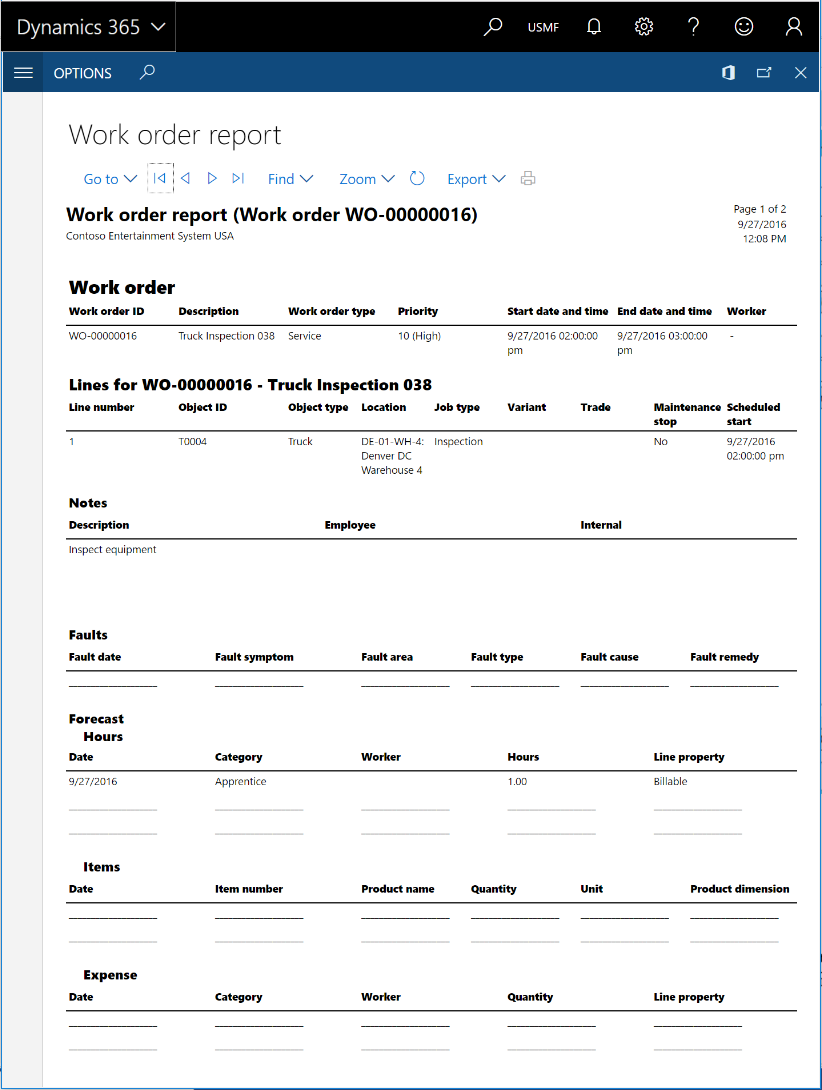 Dynamics 365
USMF
OPTIONS
Work order report
Go to Find Zoom Export
Work order report (Work order WO-00000016)
Contoso Entertainment System USA
Page 1 of 2
9/27/2016
12:08 PM
Work order
Work order ID Description Work order type Priority Start date and time End date and time Worker
WO-00000016 Truck Inspection 038 Service 10 (High) 9/27/2016 02:00:00 pm 9/27/2016 03:00:00 pm -
Lines for WO-00000016 - Truck Inspection 038
Line number Object ID Object type Location Job type Variant Trade Maintenance stop Scheduled start
1 T0004 Truck DE-01-WH-4: Denver DC Warehouse 4 Inspection No 9/27/2016 02:00:00 pm
Notes
Description Employee Internal
Inspect equipment
Faults
Fault date Fault symptom Fault area Fault type Fault cause Fault remedy
Forecast
Hours
Date Category Worker Hours Line property
9/27/2016 Apprentice 1.00 Billable
Items
Date Item number Product name Quantity Unit Product dimension
Expense
Date Category Worker Quantity Line property